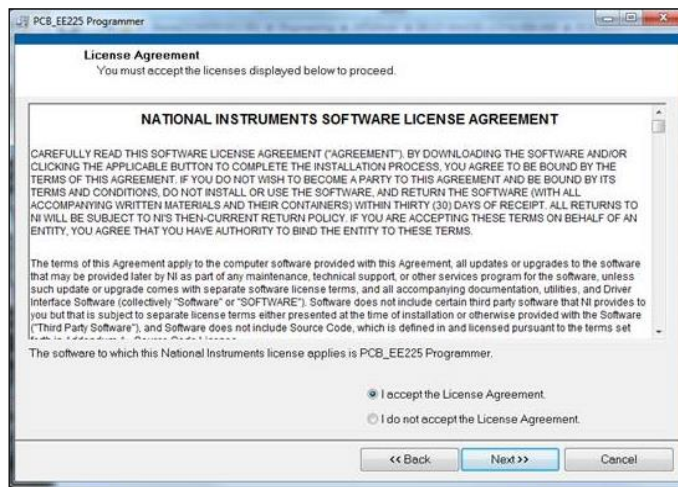 PCB_EE225 Programmer
License Agreement
You must accept the licenses displayed below to proceed.
NATIONAL INSTRUMENTS SOFTWARE LICENSE AGREEMENT
CAREFULLY READ THIS SOFTWARE LICENSE AGREEMENT ("AGREEMENT"). BY DOWNLOADING THE SOFTWARE AND/OR
CLICKING THE APPLICABLE BUTTON TO COMPLETE THE INSTALLATION PROCESS, YOU AGREE TO BE BOUND BY THE
TERMS OF THIS AGREEMENT. IF YOU DO NOT WISH TO BECOME A PARTY TO THIS AGREEMENT AND BE BOUND BY ITS
TERMS AND CONDITIONS, DO NOT INSTALL OR USE THE SOFTWARE, AND RETURN THE SOFTWARE (WITH ALL
ACCOMPANYING WRITTEN MATERIALS AND THEIR CONTAINERS) WITHIN THIRTY (30) DAYS OF RECEIPT. ALL RETURNS TO
NI WILL BE SUBJECT TO NI'S THEN-CURRENT RETURN POLICY. IF YOU ARE ACCEPTING THESE TERMS ON BEHALF OF AN
ENTITY, YOU AGREE THAT YOU HAVE AUTHORITY TO BIND THE ENTITY TO THESE TERMS.
The terms of this Agreement apply to the computer software provided with this Agreement, all updates or upgrades to the software
that may be provided later by NI as part of any maintenance, technical support, or other services program for the software, unless
such update or upgrade comes with separate software license terms, and all accompanying documentation, utilities, and Driver
Interface Software (collectively "Software" or "SOFTWARE"). Software does not include certain third party software that NI provides to
you but that is subject to separate license terms either presented at the time of installation or otherwise provided with the Software
("Third Party Software"), and Software does not include Source Code, which is defined in and licensed pursuant to the terms set
forth in Addendum A - Source Code License.
The software to which this National Instruments license applies is PCB_EE225 Programmer.
I accept the License Agreement.
I do not accept the License Agreement.
<< Back
Next >>
Cancel